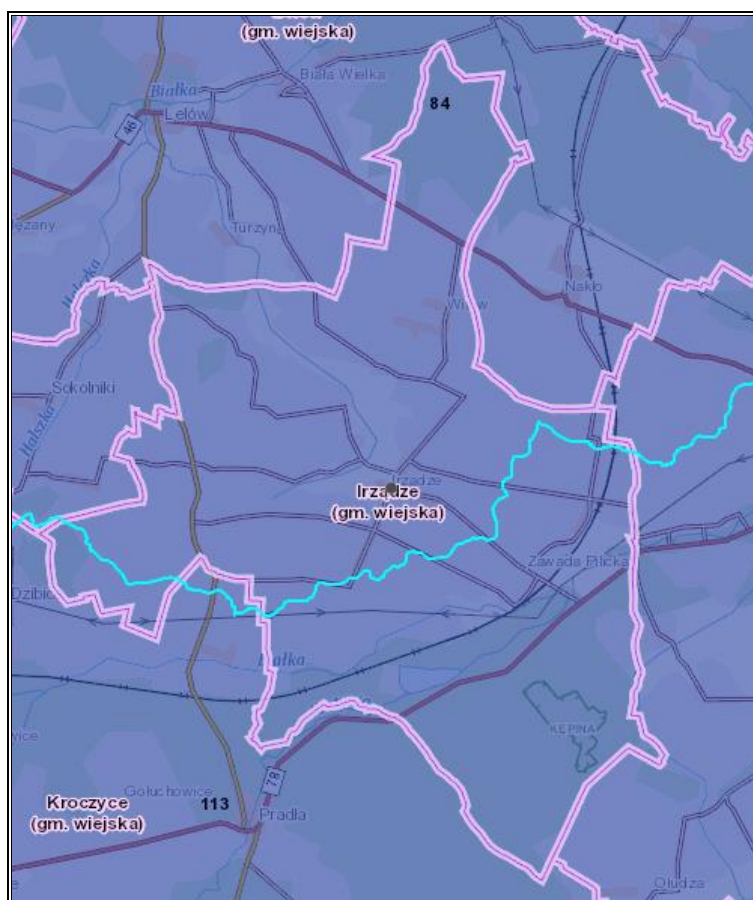 (gm. wiejska)
Biała Wielka
84
Białka
Lelów
46
Turzyn
Nakło
Sokolniki
Halszka
Irządze
Irządze
(gm. wiejska)
Zawada Pilicka
Białka
KĘPINA
78
Gołuchowice
113
Kroczyce
(gm. wiejska)
Pradła
Ołudza